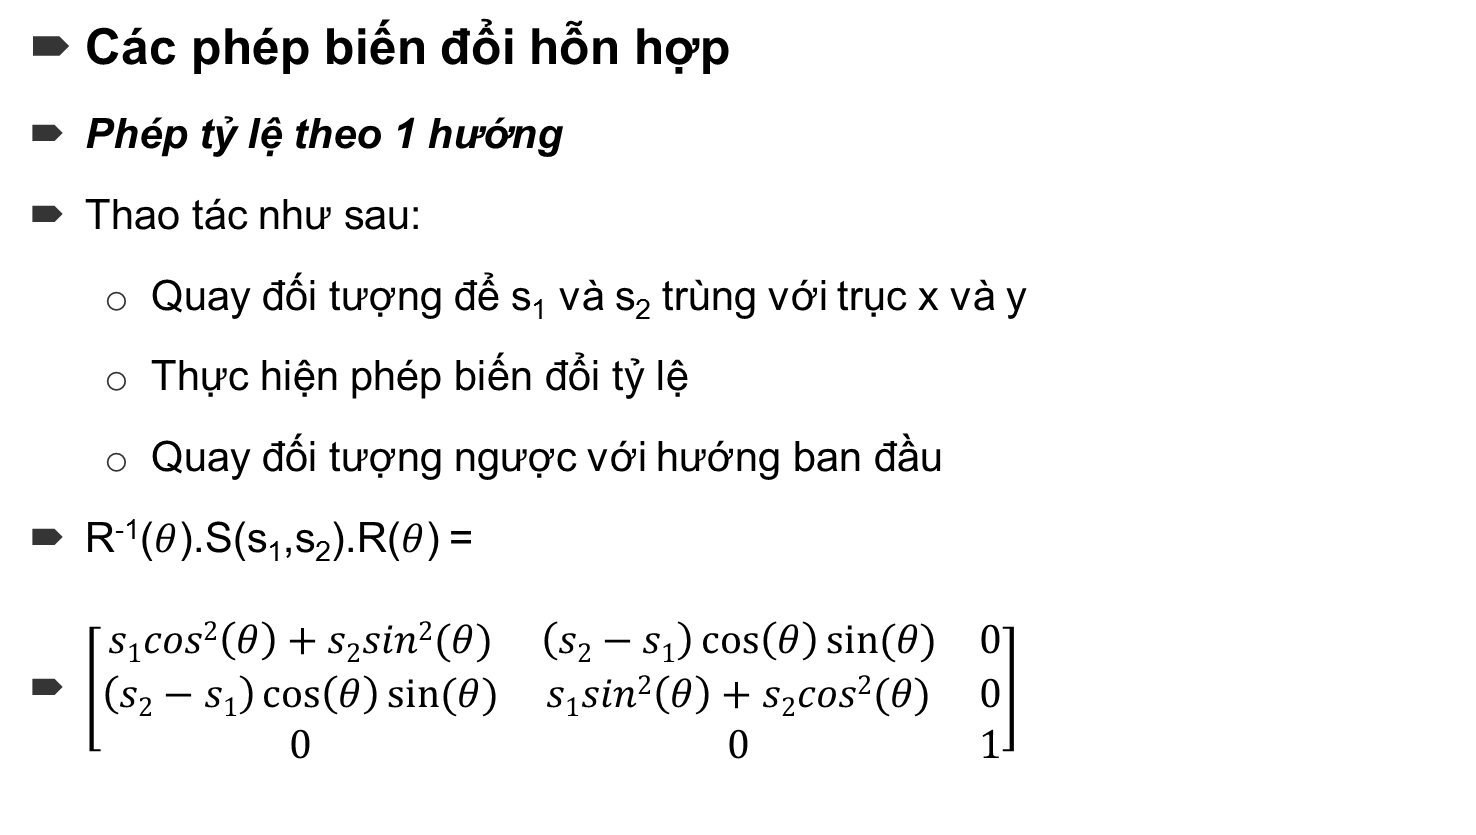 Các phép biến đổi hỗn hợp
Phép tỷ lệ theo 1 hướng
Thao tác như sau:
Quay đối tượng để s₁ và s₂ trùng với trục x và y
Thực hiện phép biến đổi tỷ lệ
Quay đối tượng ngược với hướng ban đầu
R⁻¹(𝜃).S(s₁,s₂).R(𝜃) =
𝑠₁𝑐𝑜𝑠²(𝜃) + 𝑠₂𝑠𝑖𝑛²(𝜃) (𝑠₂ − 𝑠₁) cos(𝜃) sin(𝜃) 0
(𝑠₂ − 𝑠₁) cos(𝜃) sin(𝜃) 𝑠₁𝑠𝑖𝑛²(𝜃) + 𝑠₂𝑐𝑜𝑠²(𝜃) 0
0 0 1